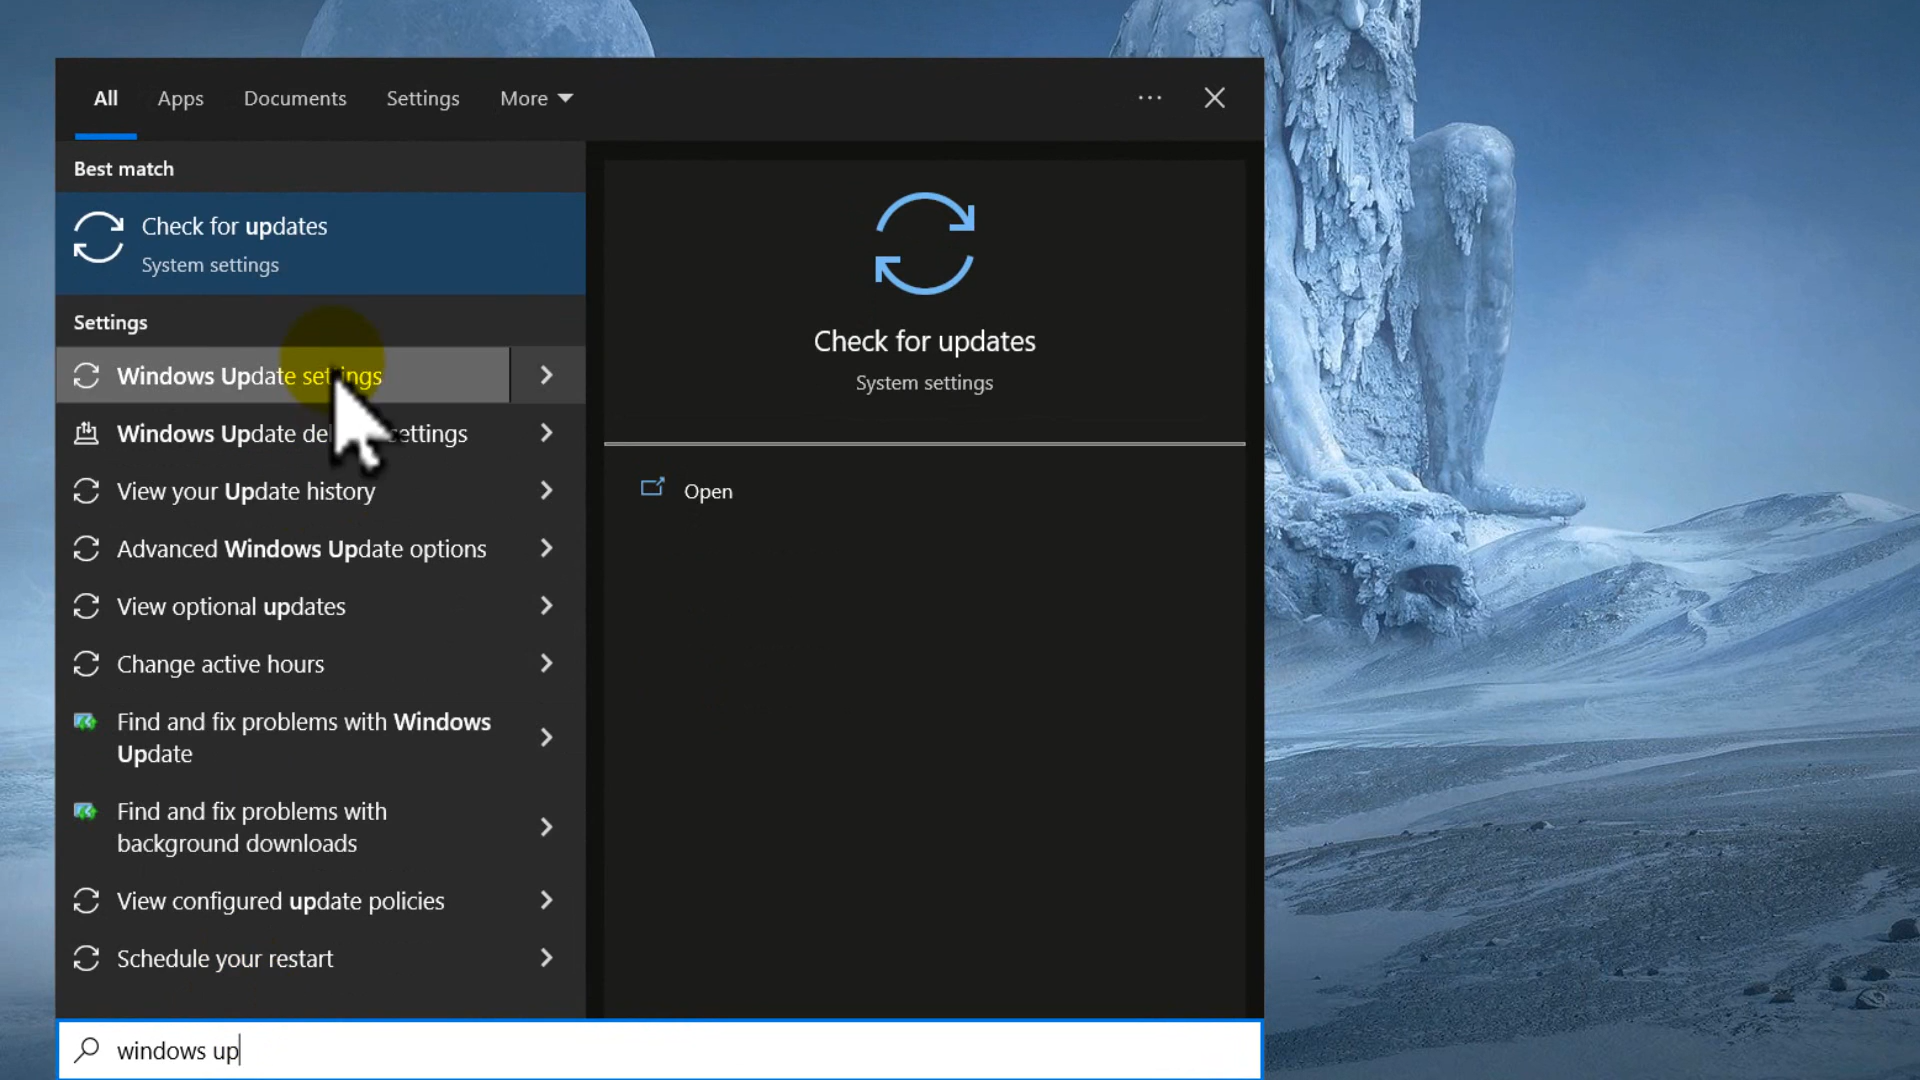 All Apps Documents Settings More
Best match
Check for updates
System settings
Settings
Windows Update settings
Windows Update settings
View your Update history
Advanced Windows Update options
View optional updates
Change active hours
Find and fix problems with Windows
Update
Find and fix problems with
background downloads
View configured update policies
Schedule your restart
Check for updates
System settings
Open
windows up